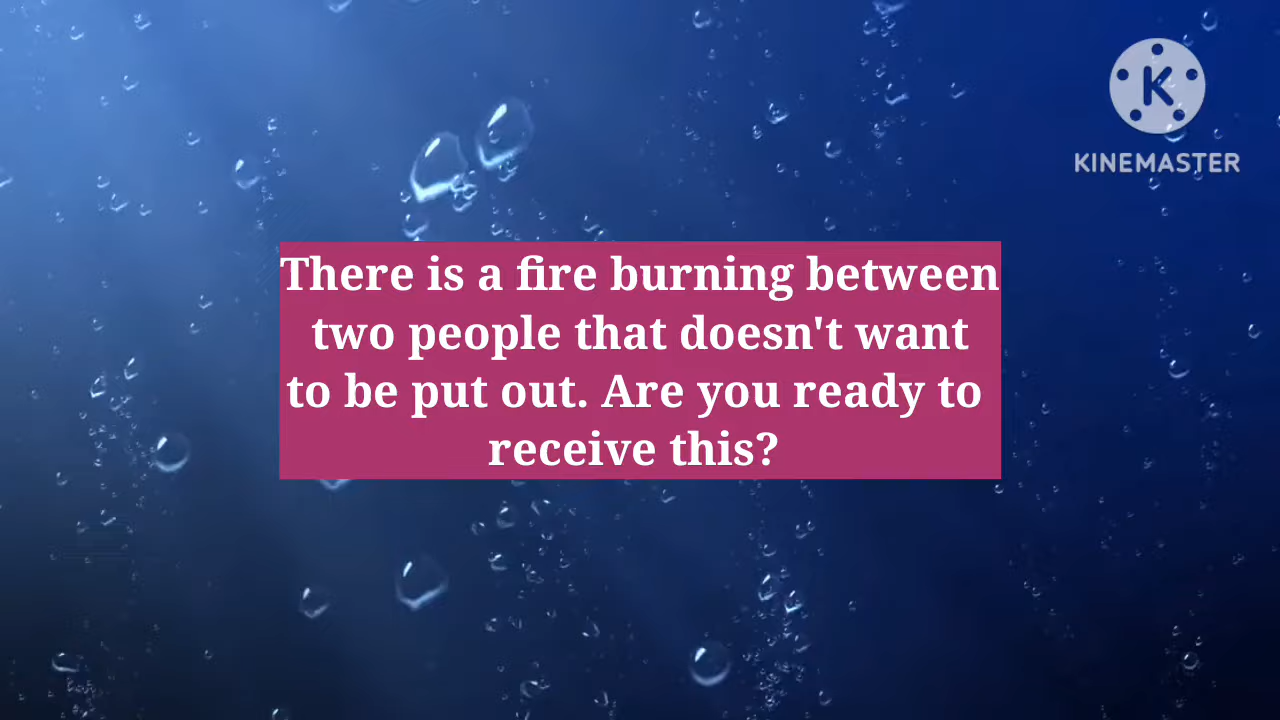 KINEMASTER
There is a fire burning between
two people that doesn't want
to be put out. Are you ready to
receive this?